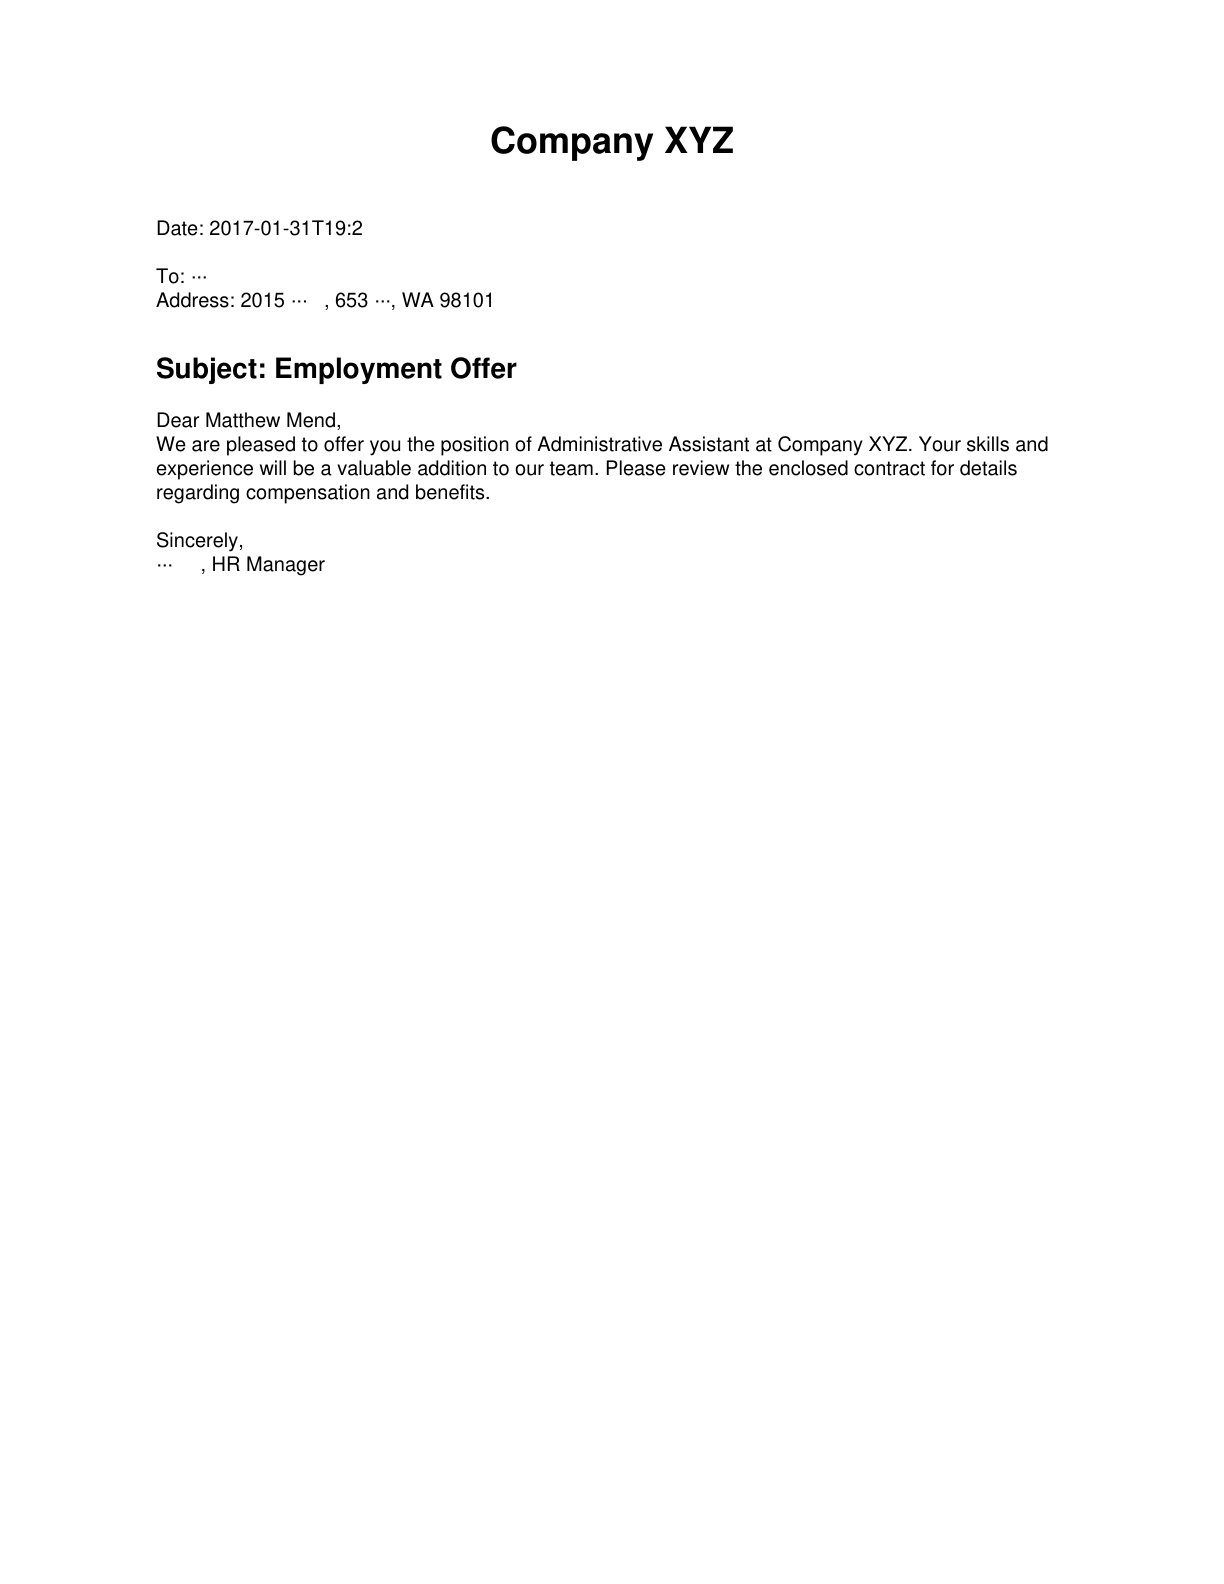 Company XYZ
Date: 2017-01-31T19:2
To: ···
Address: 2015 ··· , 653 ···, WA 98101
Subject: Employment Offer
Dear Matthew Mend,
We are pleased to offer you the position of Administrative Assistant at Company XYZ. Your skills and
experience will be a valuable addition to our team. Please review the enclosed contract for details
regarding compensation and benefits.
Sincerely,
··· , HR Manager